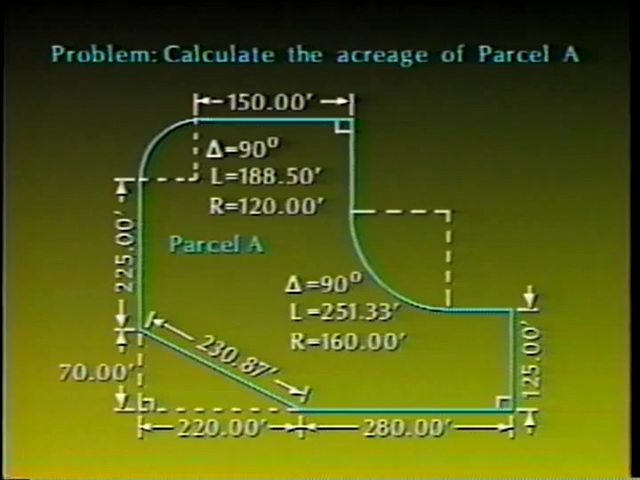 Problem: Calculate the acreage of Parcel A
150.00'
Δ=90°
L=188.50'
R=120.00'
225.00'
Parcel A
Δ=90°
L=251.33'
R=160.00'
230.87'
70.00'
125.00'
220.00'
280.00'